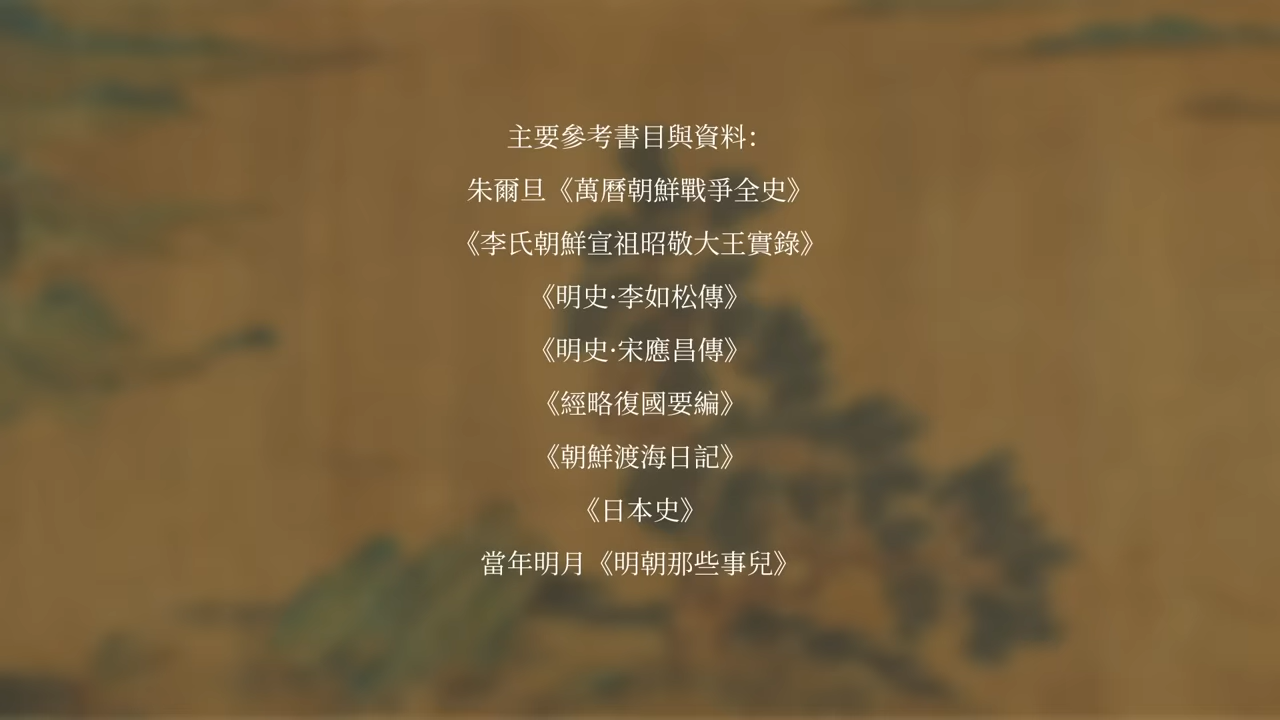 主要參考書目與資料：
朱爾旦《萬曆朝鮮戰爭全史》
《李氏朝鮮宣祖昭敬大王實錄》
《明史·李如松傳》
《明史·宋應昌傳》
《經略復國要編》
《朝鮮渡海日記》
《日本史》
當年明月《明朝那些事兒》